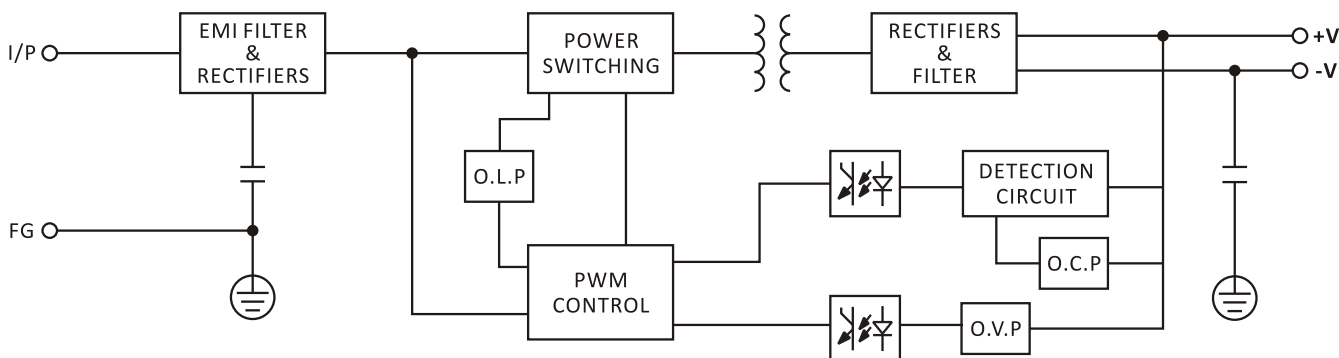 I/P
EMI FILTER
&
RECTIFIERS
POWER
SWITCHING
RECTIFIERS
&
FILTER
+V
-V
O.L.P
DETECTION
CIRCUIT
FG
O.C.P
PWM
CONTROL
O.V.P